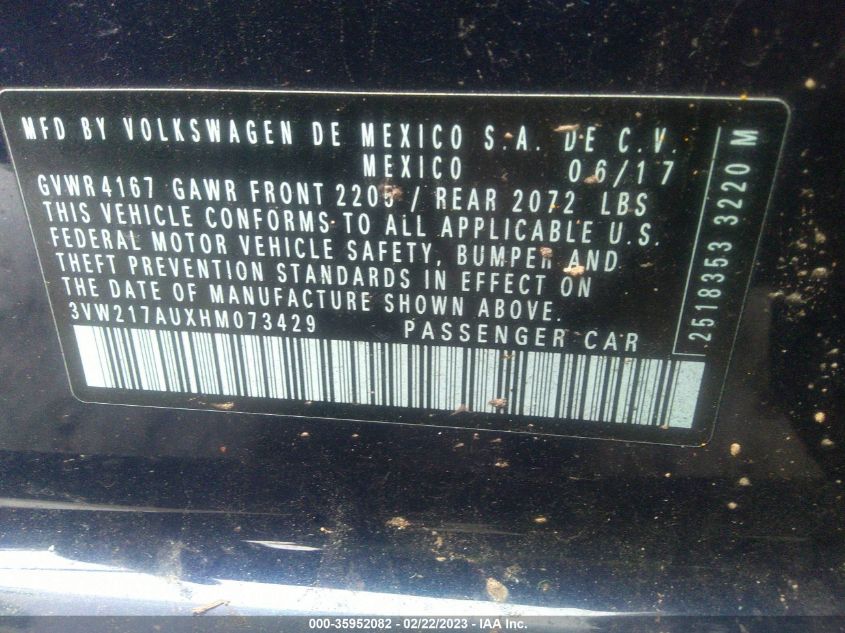 MFD BY VOLKSWAGEN DE MEXICO S.A. DE C.V.
MEXICO 06/17
GVWR4167 GAWR FRONT 2205 / REAR 2072 LBS
THIS VEHICLE CONFORMS TO ALL APPLICABLE U.S.
FEDERAL MOTOR VEHICLE SAFETY, BUMPER AND
THEFT PREVENTION STANDARDS IN EFFECT ON
THE DATE OF MANUFACTURE SHOWN ABOVE.
3VW217AUXHM073429 PASSENGER CAR
2518353 3220 M
000-35952082 - 02/22/2023 - IAA Inc.